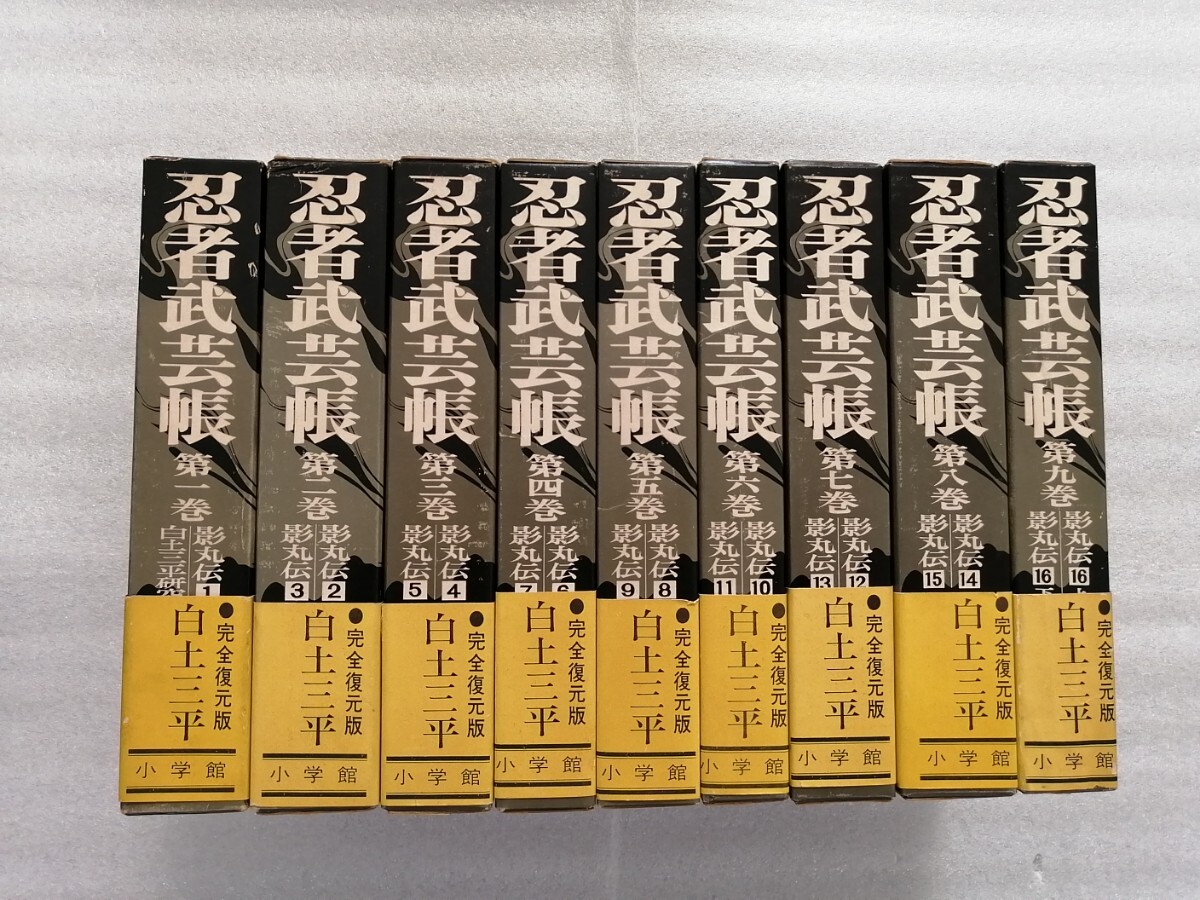 忍者武芸帳
第一巻
影丸伝1
白土三平
●完全復元版
白土三平
小学館
忍者武芸帳
第二巻
影丸伝2
影丸伝3
●完全復元版
白土三平
小学館
忍者武芸帳
第三巻
影丸伝4
影丸伝5
●完全復元版
白土三平
小学館
忍者武芸帳
第四巻
影丸伝6
影丸伝7
●完全復元版
白土三平
小学館
忍者武芸帳
第五巻
影丸伝8
影丸伝9
●完全復元版
白土三平
小学館
忍者武芸帳
第六巻
影丸伝10
影丸伝11
●完全復元版
白土三平
小学館
忍者武芸帳
第七巻
影丸伝12
影丸伝13
●完全復元版
白土三平
小学館
忍者武芸帳
第八巻
影丸伝14
影丸伝15
●完全復元版
白土三平
小学館
忍者武芸帳
第九巻
影丸伝16
影丸伝16
●完全復元版
白土三平
小学館